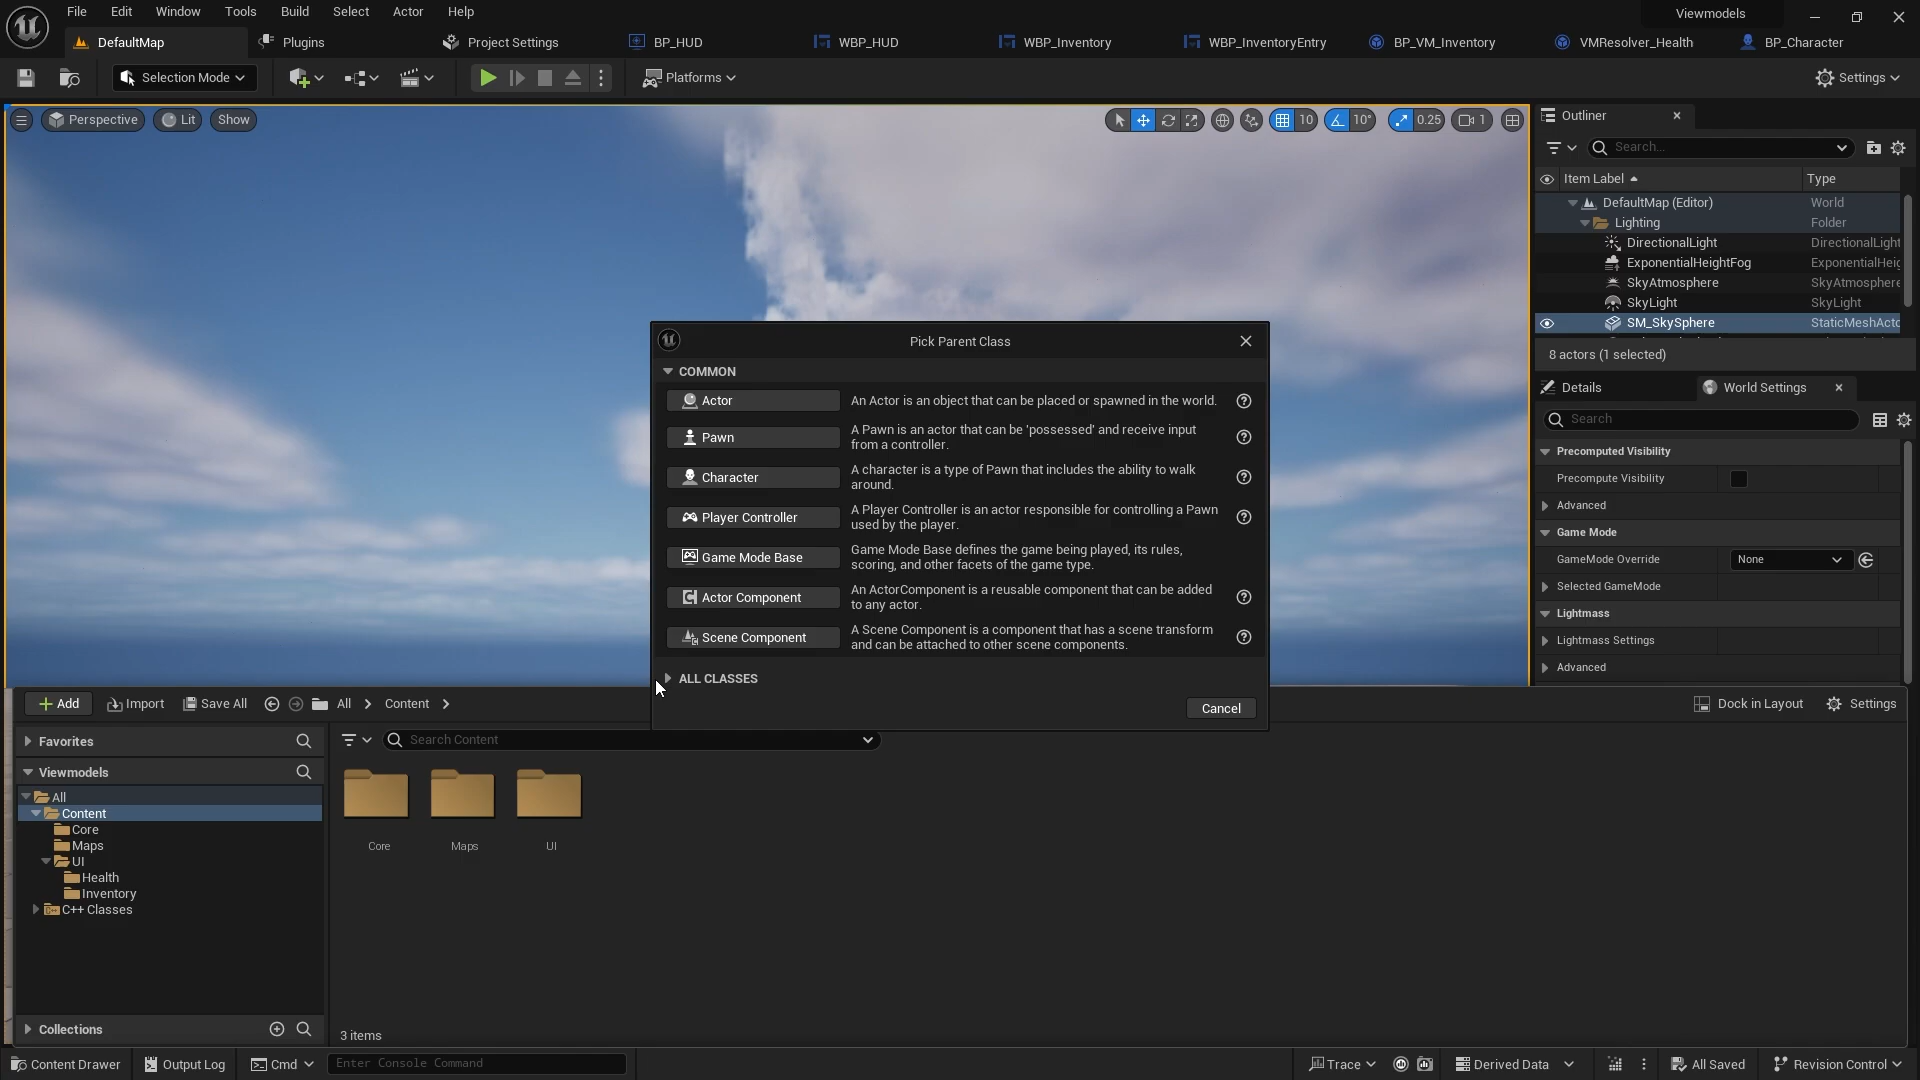 File Edit Window Tools Build Select Actor Help
Viewmodels
DefaultMap Plugins Project Settings BP_HUD WBP_HUD WBP_Inventory WBP_InventoryEntry BP_VM_Inventory VMResolver_Health BP_Character
Selection Mode Platforms Settings
Perspective Lit Show 10 10° 0.25 1
Outliner
Search...
Item Label Type
DefaultMap (Editor) World
Lighting Folder
DirectionalLight DirectionalLight
ExponentialHeightFog ExponentialHeig
SkyAtmosphere SkyAtmosphere
SkyLight SkyLight
SM_SkySphere StaticMeshActo
8 actors (1 selected)
Details World Settings
Search
Precomputed Visibility
Precompute Visibility
Advanced
Game Mode
GameMode Override None
Selected GameMode
Lightmass
Lightmass Settings
Advanced
Pick Parent Class
COMMON
Actor An Actor is an object that can be placed or spawned in the world.
Pawn A Pawn is an actor that can be 'possessed' and receive input
from a controller.
Character A character is a type of Pawn that includes the ability to walk
around.
Player Controller A Player Controller is an actor responsible for controlling a Pawn
used by the player.
Game Mode Base Game Mode Base defines the game being played, its rules,
scoring, and other facets of the game type.
Actor Component An ActorComponent is a reusable component that can be added
to any actor.
Scene Component A Scene Component is a component that has a scene transform
and can be attached to other scene components.
ALL CLASSES
Cancel
Add Import Save All All Content Dock in Layout Settings
Favorites
Search Content
Viewmodels
All
Content
Core
Maps
UI
Health
Inventory
C++ Classes
Core Maps UI
Collections
3 items
Content Drawer Output Log Cmd Enter Console Command Trace Derived Data All Saved Revision Control